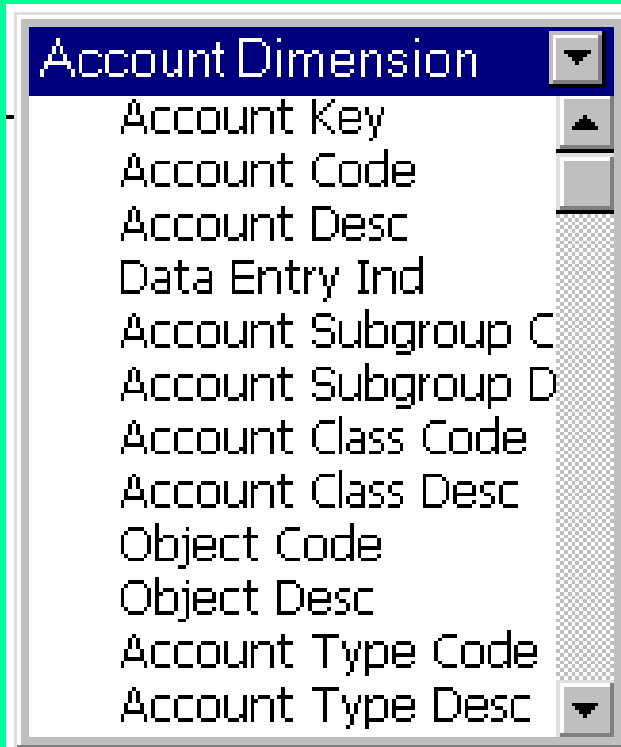 Account Dimension
Account Key
Account Code
Account Desc
Data Entry Ind
Account Subgroup C
Account Subgroup D
Account Class Code
Account Class Desc
Object Code
Object Desc
Account Type Code
Account Type Desc